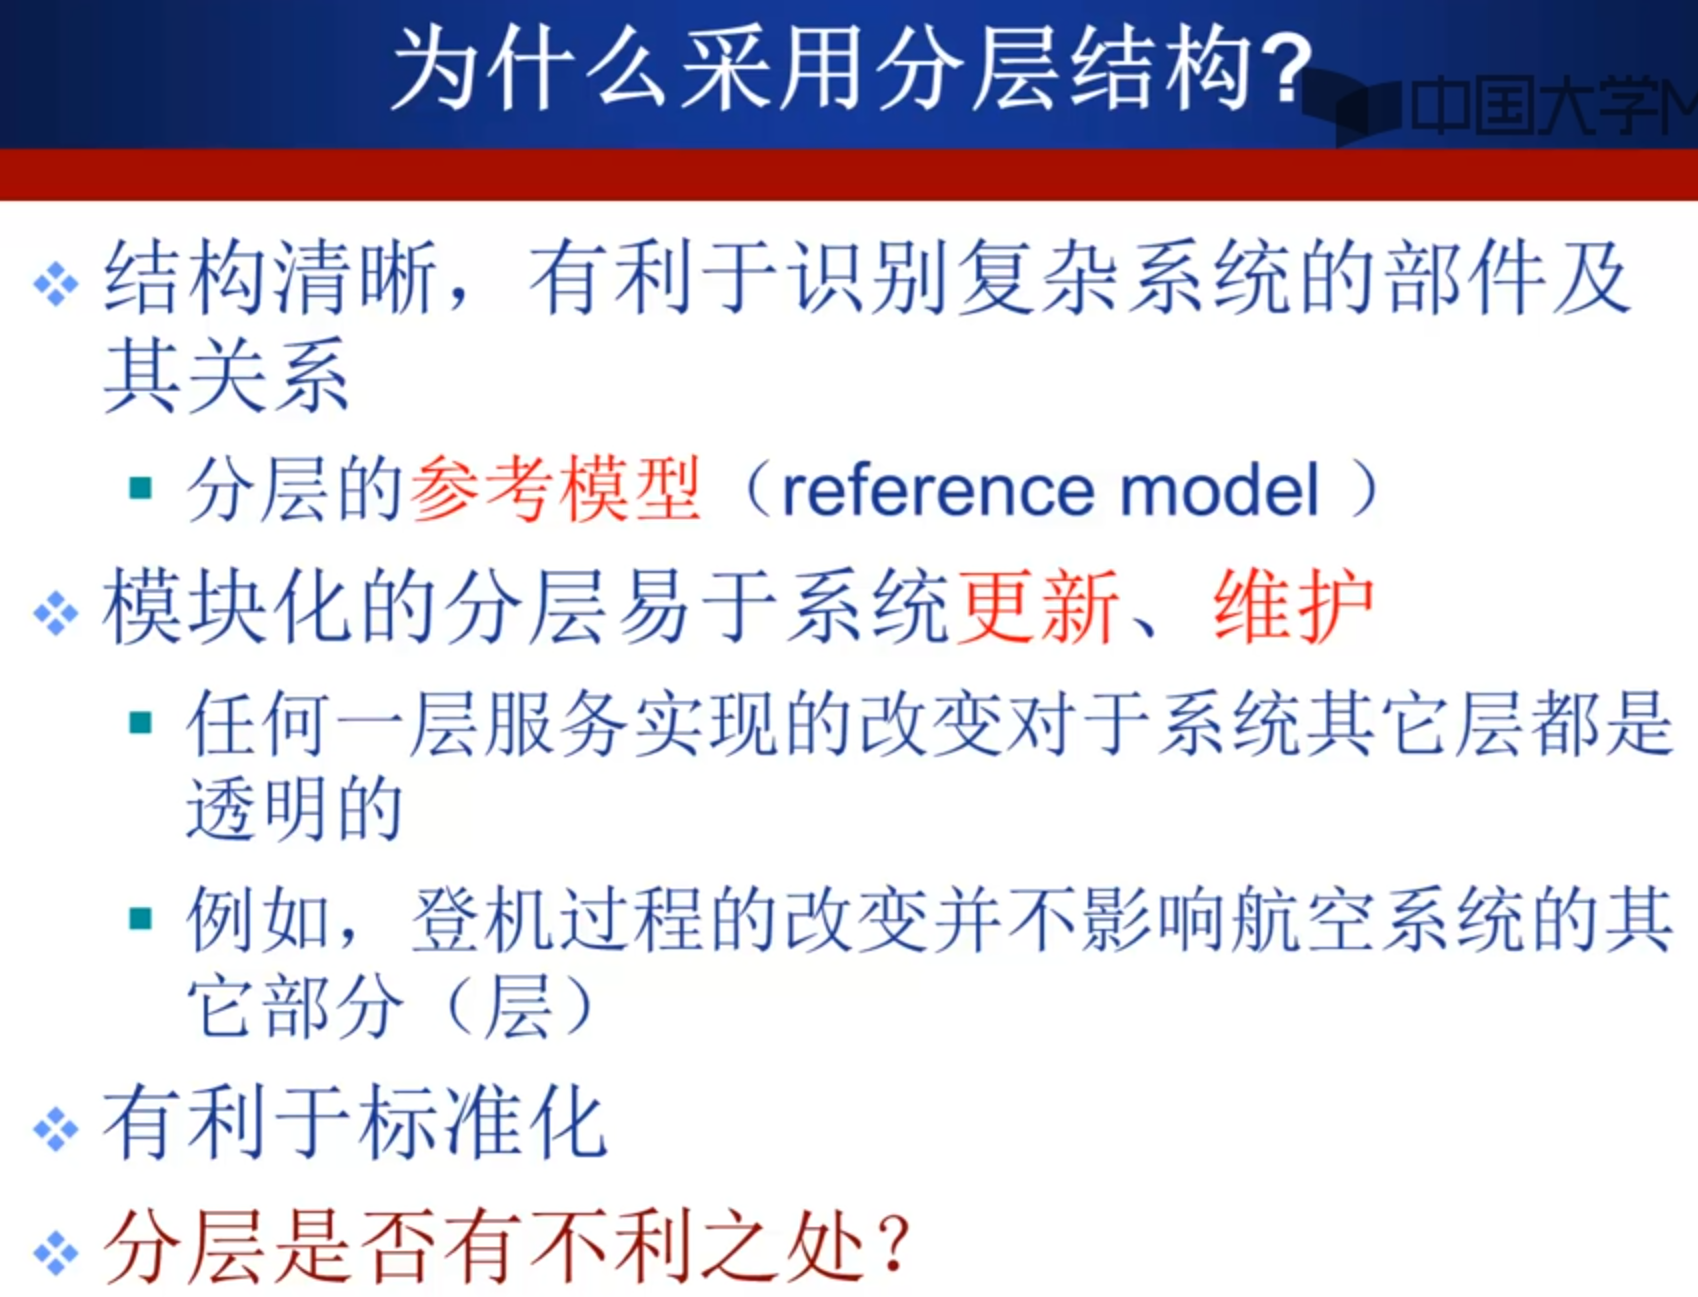 为什么采用分层结构?
中国大学M
结构清晰，有利于识别复杂系统的部件及
其关系
分层的参考模型（reference model ）
模块化的分层易于系统更新、维护
任何一层服务实现的改变对于系统其它层都是
透明的
例如，登机过程的改变并不影响航空系统的其
它部分（层）
有利于标准化
分层是否有不利之处？